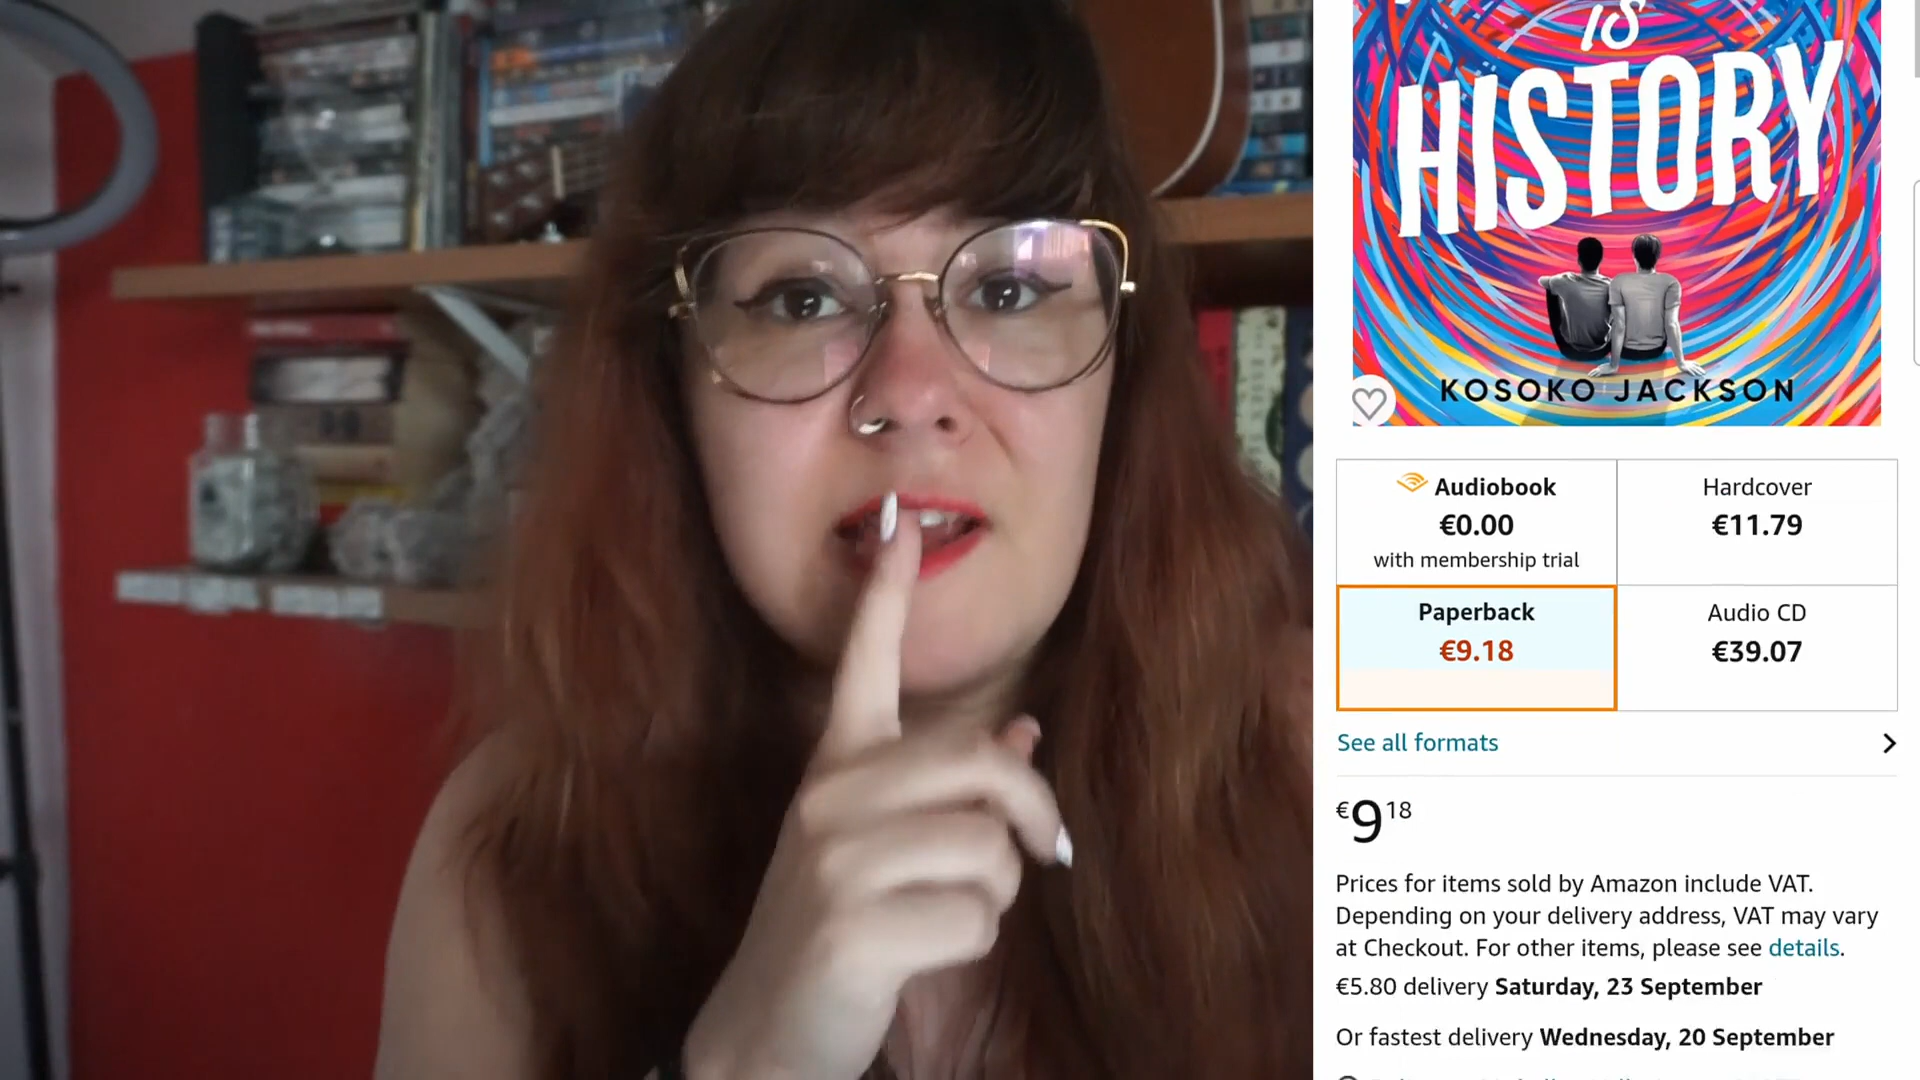 is
HISTORY
KOSOKO JACKSON
Audiobook
€0.00
with membership trial
Hardcover
€11.79
Paperback
€9.18
Audio CD
€39.07
See all formats
€9 18
Prices for items sold by Amazon include VAT.
Depending on your delivery address, VAT may vary
at Checkout. For other items, please see details.
€5.80 delivery Saturday, 23 September
Or fastest delivery Wednesday, 20 September